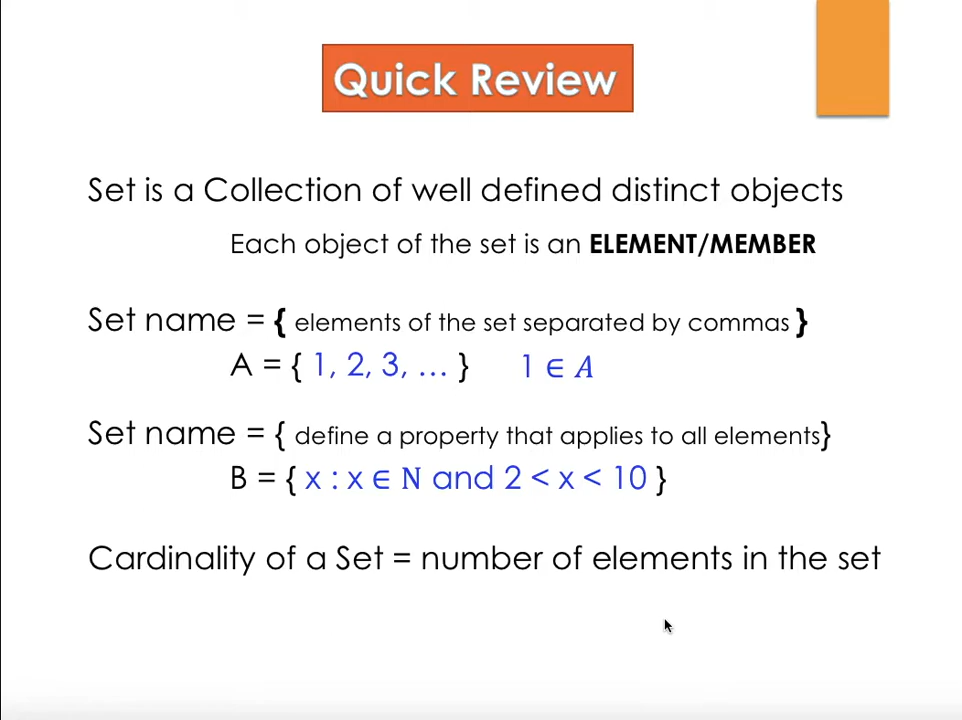 Quick Review
Set is a Collection of well defined distinct objects
Each object of the set is an ELEMENT/MEMBER
Set name = { elements of the set separated by commas }
A = { 1, 2, 3, … } 1 ∈ A
Set name = { define a property that applies to all elements}
B = { x : x ∈ N and 2 < x < 10 }
Cardinality of a Set = number of elements in the set